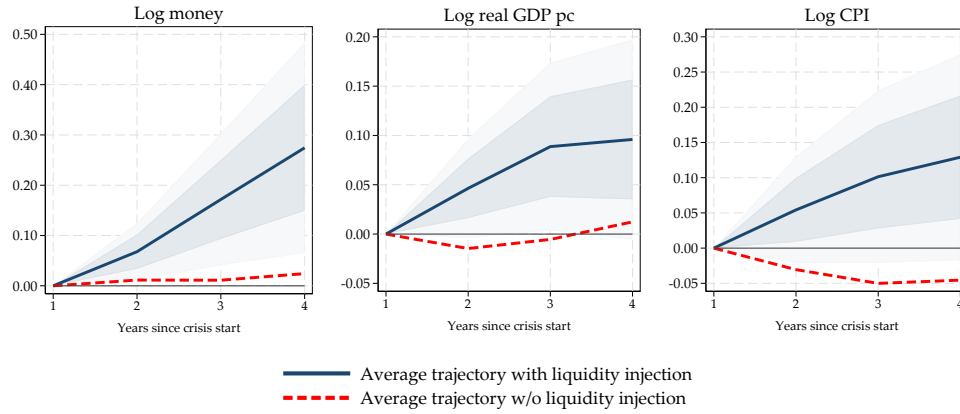 Log money
0.50
0.40
0.30
0.20
0.10
0.00
1 2 3 4
Years since crisis start
Log real GDP pc
0.20
0.15
0.10
0.05
0.00
-0.05
1 2 3 4
Years since crisis start
Log CPI
0.30
0.25
0.20
0.15
0.10
0.05
0.00
-0.05
1 2 3 4
Years since crisis start
Average trajectory with liquidity injection
Average trajectory w/o liquidity injection